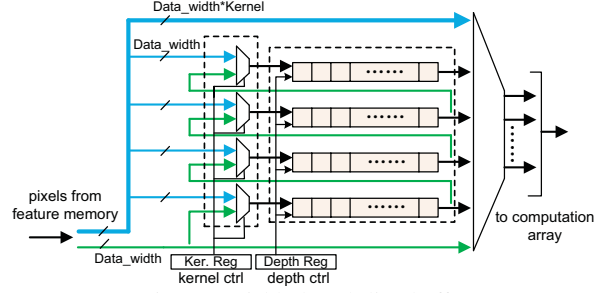 Data_width*Kernel
Data_width
pixels from
feature memory
Data_width
Ker. Reg
kernel ctrl
Depth Reg
depth ctrl
to computation
array